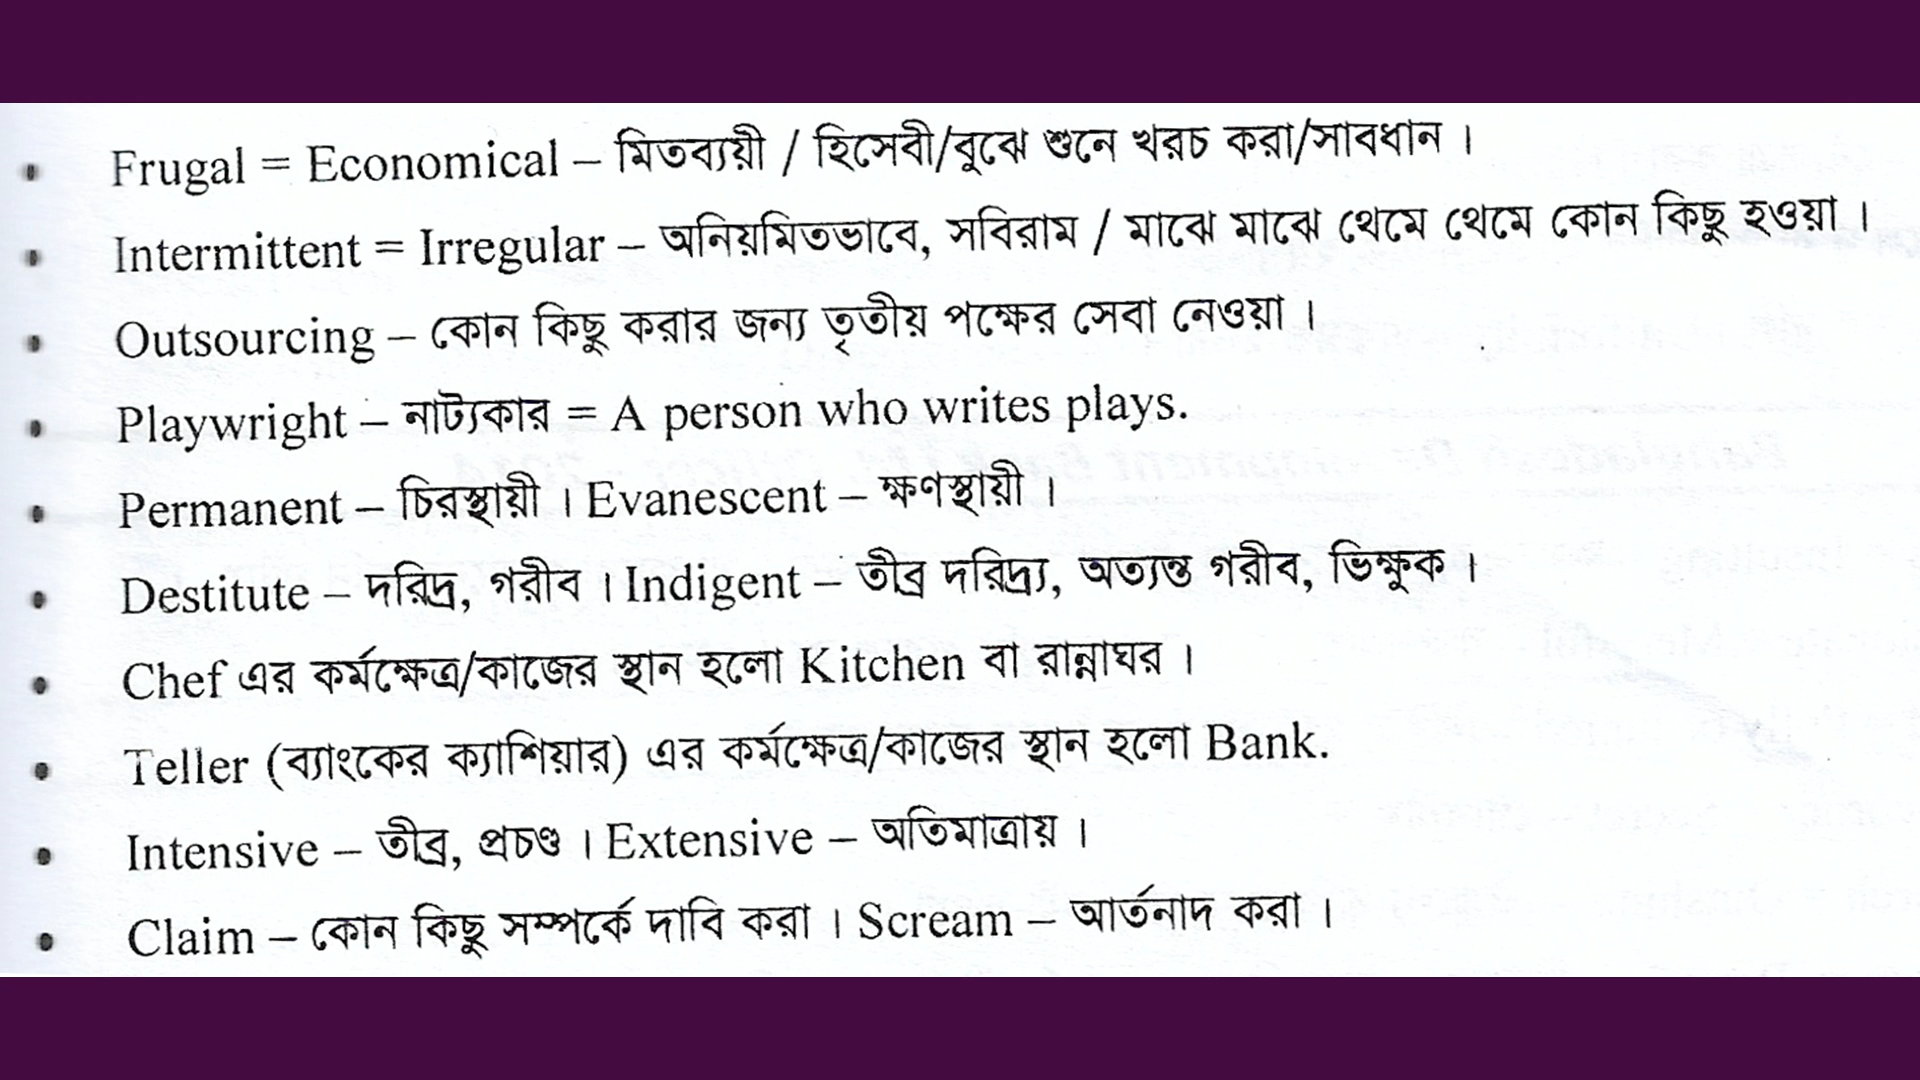 • Frugal = Economical – মিতব্যয়ী / হিসেবী/বুঝে শুনে খরচ করা/সাবধান ।
• Intermittent = Irregular – অনিয়মিতভাবে, সবিরাম / মাঝে মাঝে থেমে থেমে কোন কিছু হওয়া ।
• Outsourcing – কোন কিছু করার জন্য তৃতীয় পক্ষের সেবা নেওয়া ।
• Playwright – নাট্যকার = A person who writes plays.
• Permanent – চিরস্থায়ী । Evanescent – ক্ষণস্থায়ী ।
• Destitute – দরিদ্র, গরীব । Indigent – তীব্র দরিদ্র্য, অত্যন্ত গরীব, ভিক্ষুক ।
• Chef এর কর্মক্ষেত্র/কাজের স্থান হলো Kitchen বা রান্নাঘর ।
• Teller (ব্যাংকের ক্যাশিয়ার) এর কর্মক্ষেত্র/কাজের স্থান হলো Bank.
• Intensive – তীব্র, প্রচণ্ড । Extensive – অতিমাত্রায় ।
• Claim – কোন কিছু সম্পর্কে দাবি করা । Scream – আর্তনাদ করা ।